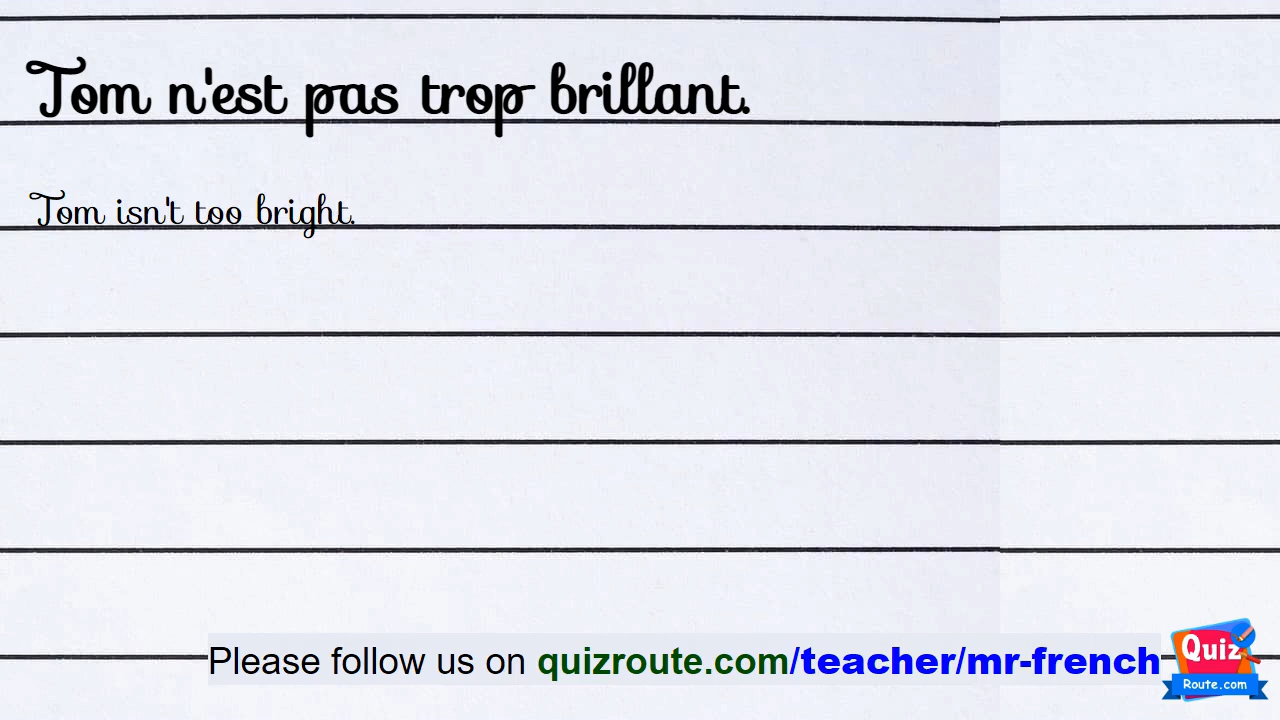 Tom n'est pas trop brillant.
Tom isn't too bright.
Please follow us on quizroute.com/teacher/mr-french
Quiz
Route.com